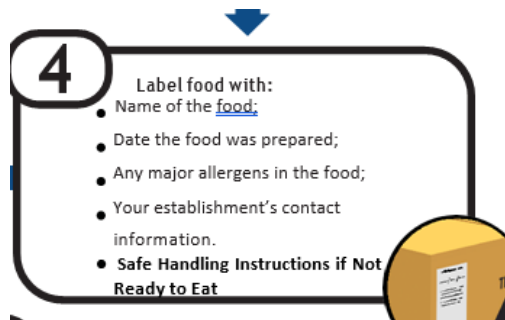 4
Label food with:
● Name of the food;
● Date the food was prepared;
● Any major allergens in the food;
● Your establishment’s contact
information.
● Safe Handling Instructions if Not
Ready to Eat